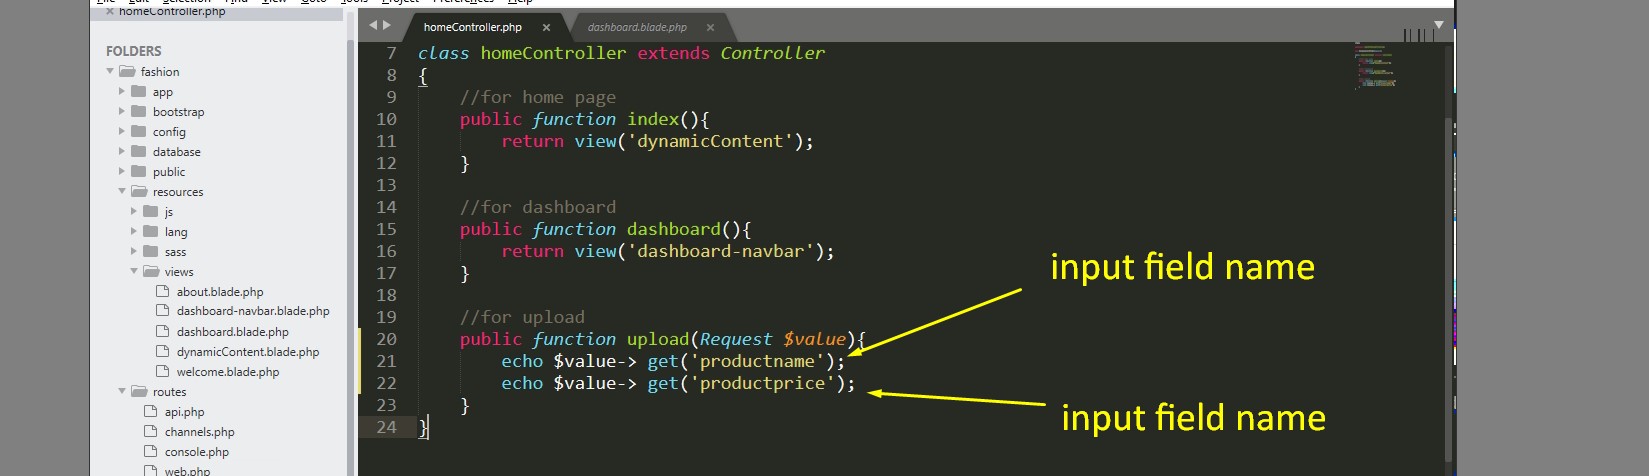 File Edit Selection Find View Goto Tools Project Preferences Help
homeController.php
FOLDERS
fashion
app
bootstrap
config
database
public
resources
js
lang
sass
views
about.blade.php
dashboard-navbar.blade.php
dashboard.blade.php
dynamicContent.blade.php
welcome.blade.php
routes
api.php
channels.php
console.php
web.php
homeController.php dashboard.blade.php
7 class homeController extends Controller
8 {
9 //for home page
10 public function index(){
11 return view('dynamicContent');
12 }
13
14 //for dashboard
15 public function dashboard(){
16 return view('dashboard-navbar');
17 }
18
19 //for upload
20 public function upload(Request $value){
21 echo $value-> get('productname');
22 echo $value-> get('productprice');
23 }
24 }
input field name
input field name